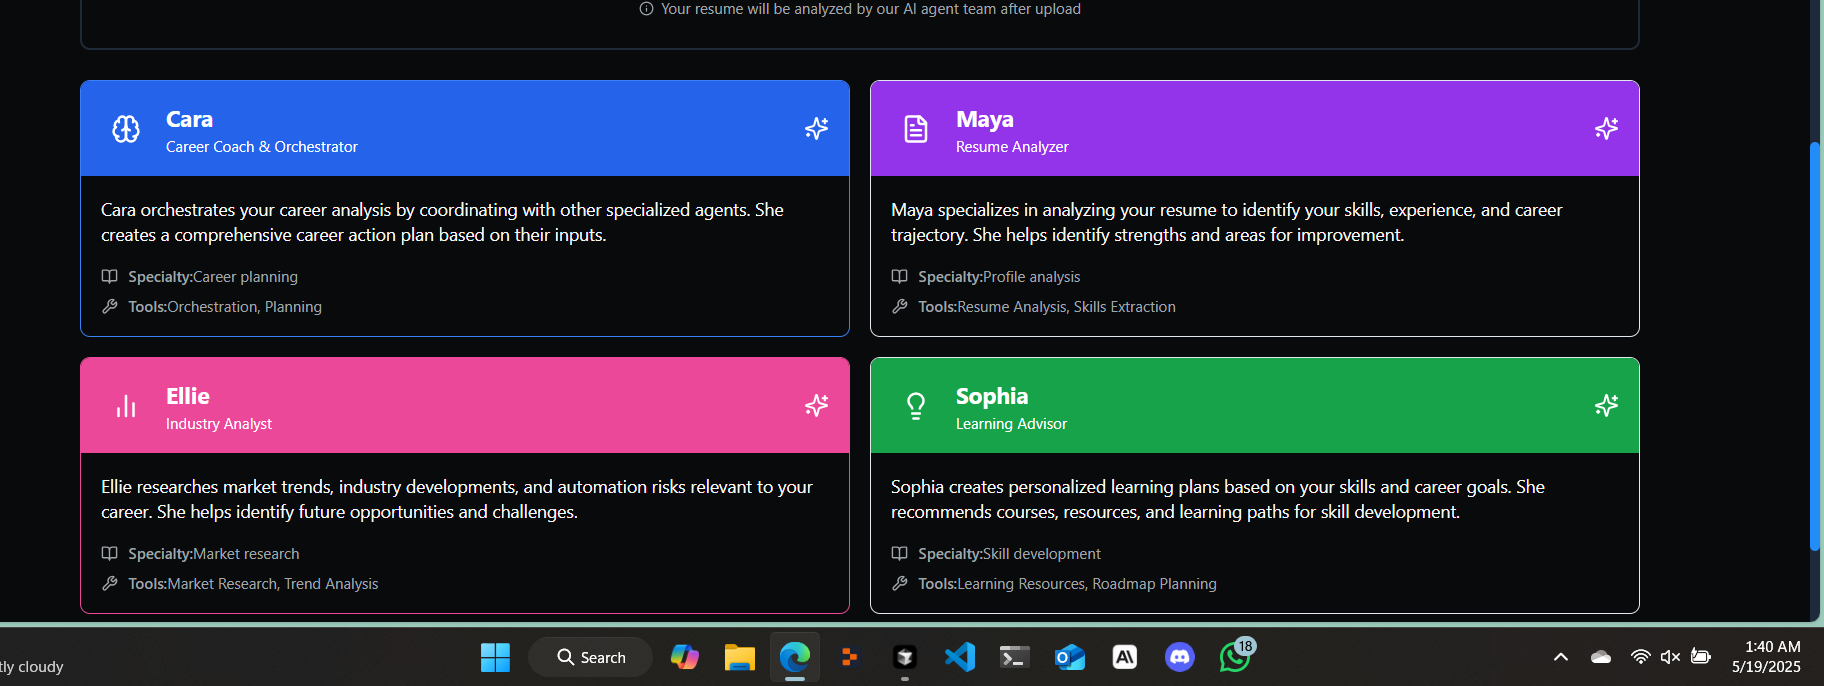 Your resume will be analyzed by our AI agent team after upload
Cara
Career Coach & Orchestrator
Cara orchestrates your career analysis by coordinating with other specialized agents. She
creates a comprehensive career action plan based on their inputs.
Specialty:Career planning
Tools:Orchestration, Planning
Maya
Resume Analyzer
Maya specializes in analyzing your resume to identify your skills, experience, and career
trajectory. She helps identify strengths and areas for improvement.
Specialty:Profile analysis
Tools:Resume Analysis, Skills Extraction
Ellie
Industry Analyst
Ellie researches market trends, industry developments, and automation risks relevant to your
career. She helps identify future opportunities and challenges.
Specialty:Market research
Tools:Market Research, Trend Analysis
Sophia
Learning Advisor
Sophia creates personalized learning plans based on your skills and career goals. She
recommends courses, resources, and learning paths for skill development.
Specialty:Skill development
Tools:Learning Resources, Roadmap Planning
tly cloudy
Search
AI
18
1:40 AM
5/19/2025